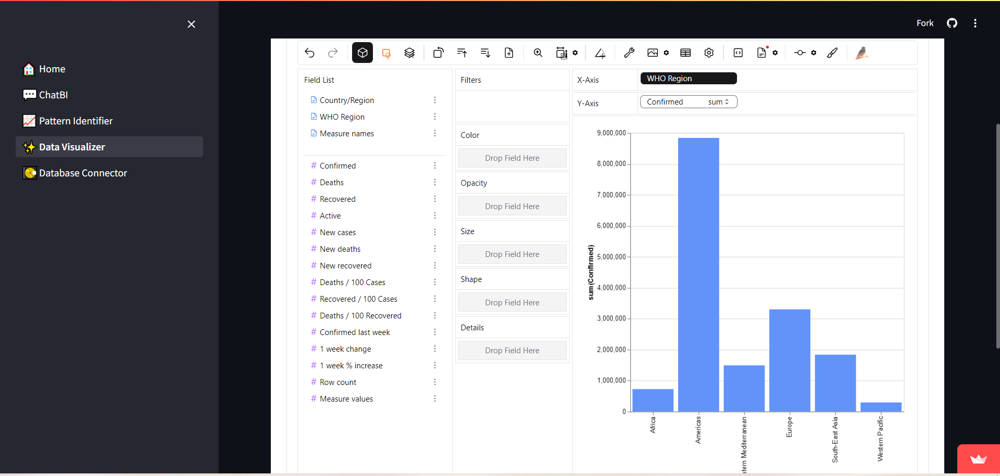 Fork
Home
ChatBI
Pattern Identifier
Data Visualizer
Database Connector
Field List
Country/Region
WHO Region
Measure names
Confirmed
Deaths
Recovered
Active
New cases
New deaths
New recovered
Deaths / 100 Cases
Recovered / 100 Cases
Deaths / 100 Recovered
Confirmed last week
1 week change
1 week % increase
Row count
Measure values
Filters
Color
Drop Field Here
Opacity
Drop Field Here
Size
Drop Field Here
Shape
Drop Field Here
Details
Drop Field Here
X-Axis
WHO Region
Y-Axis
Confirmed sum
sum(Confirmed)
9,000,000
8,000,000
7,000,000
6,000,000
5,000,000
4,000,000
3,000,000
2,000,000
1,000,000
0
Africa
Americas
stern Mediterranean
Europe
South-East Asia
Western Pacific